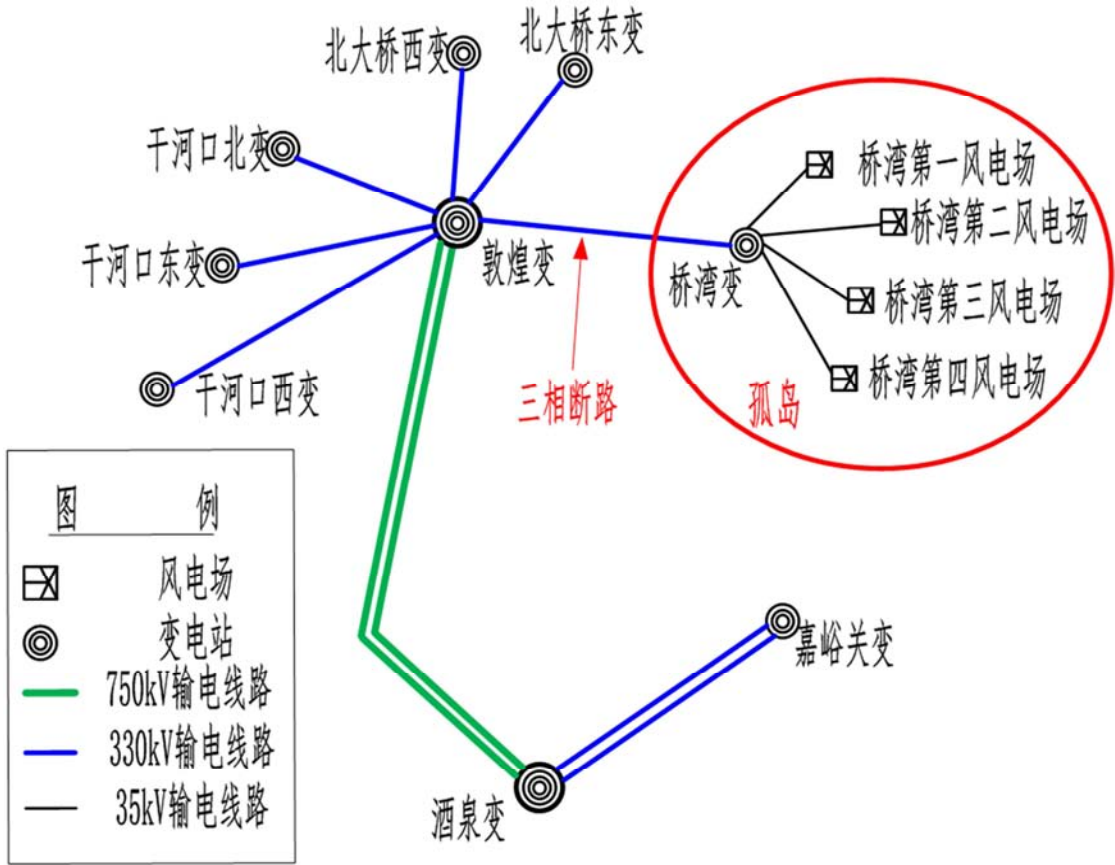 北大桥西变
北大桥东变
干河口北变
桥湾第一风电场
桥湾第二风电场
干河口东变
敦煌变
桥湾变
桥湾第三风电场
干河口西变
三相断路
孤岛
桥湾第四风电场
图 例
风电场
变电站
750kV输电线路
330kV输电线路
35kV输电线路
嘉峪关变
酒泉变